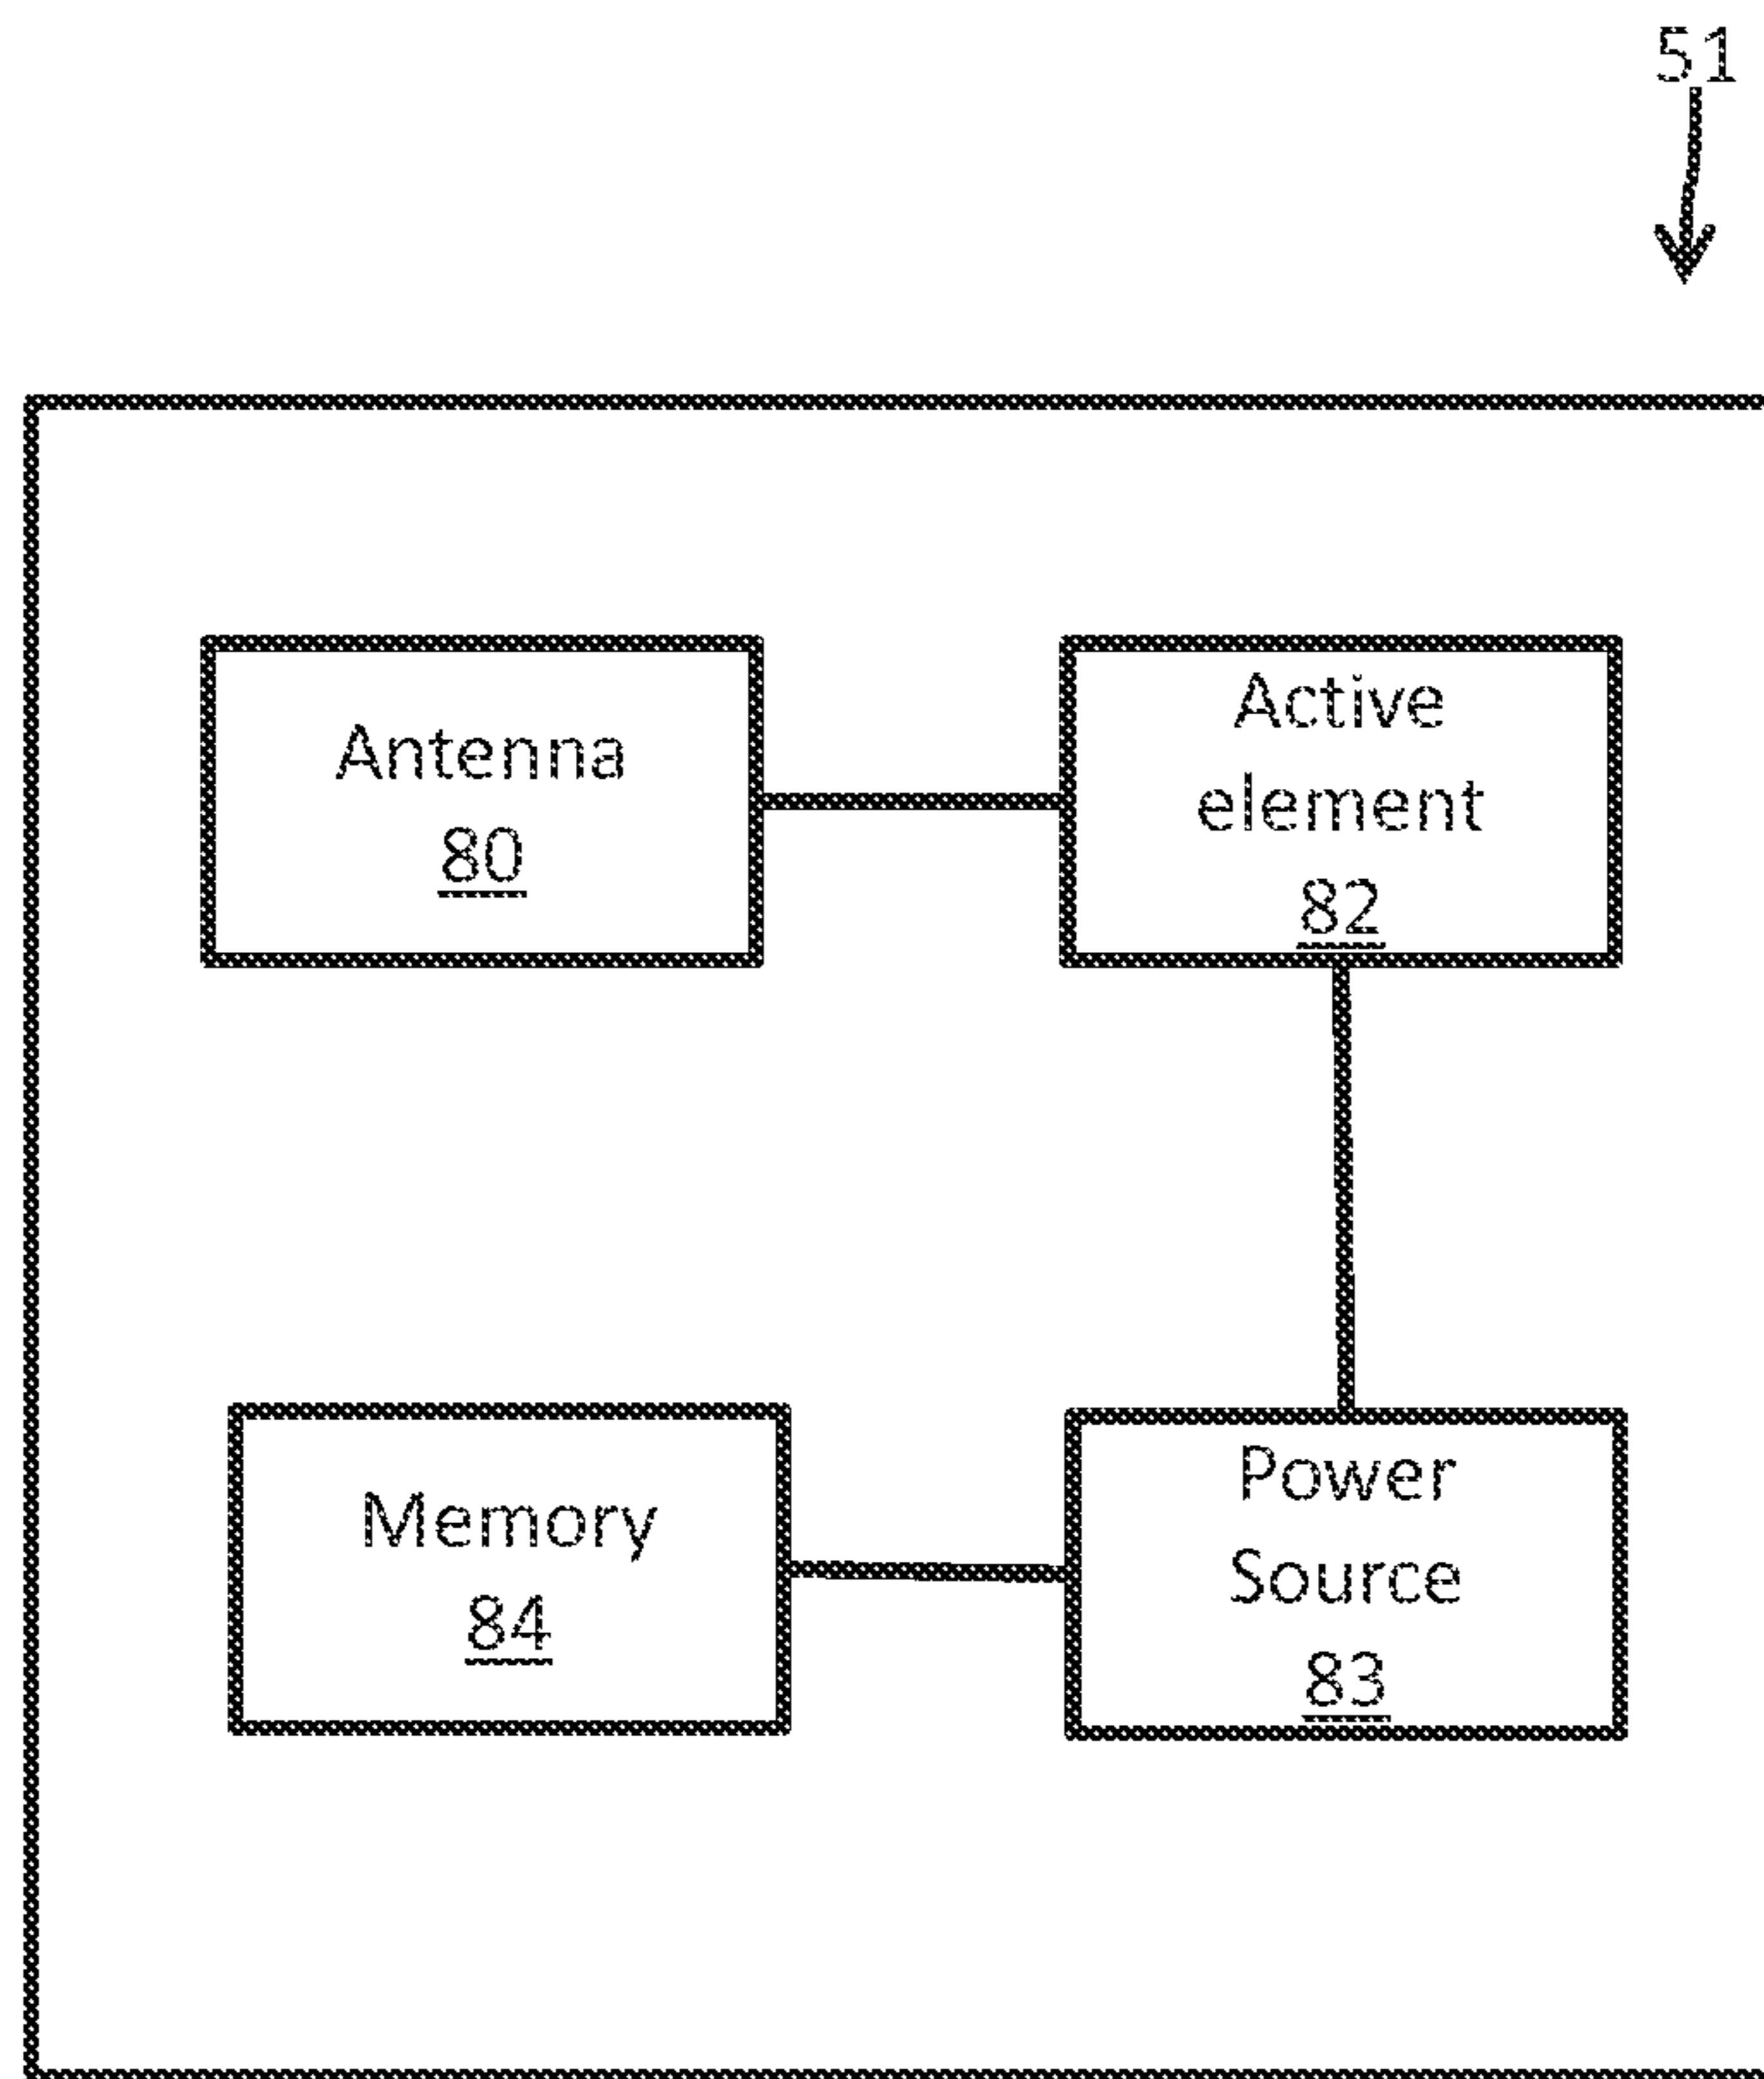 51
Antenna
80
Active
element
82
Memory
84
Power
Source
83